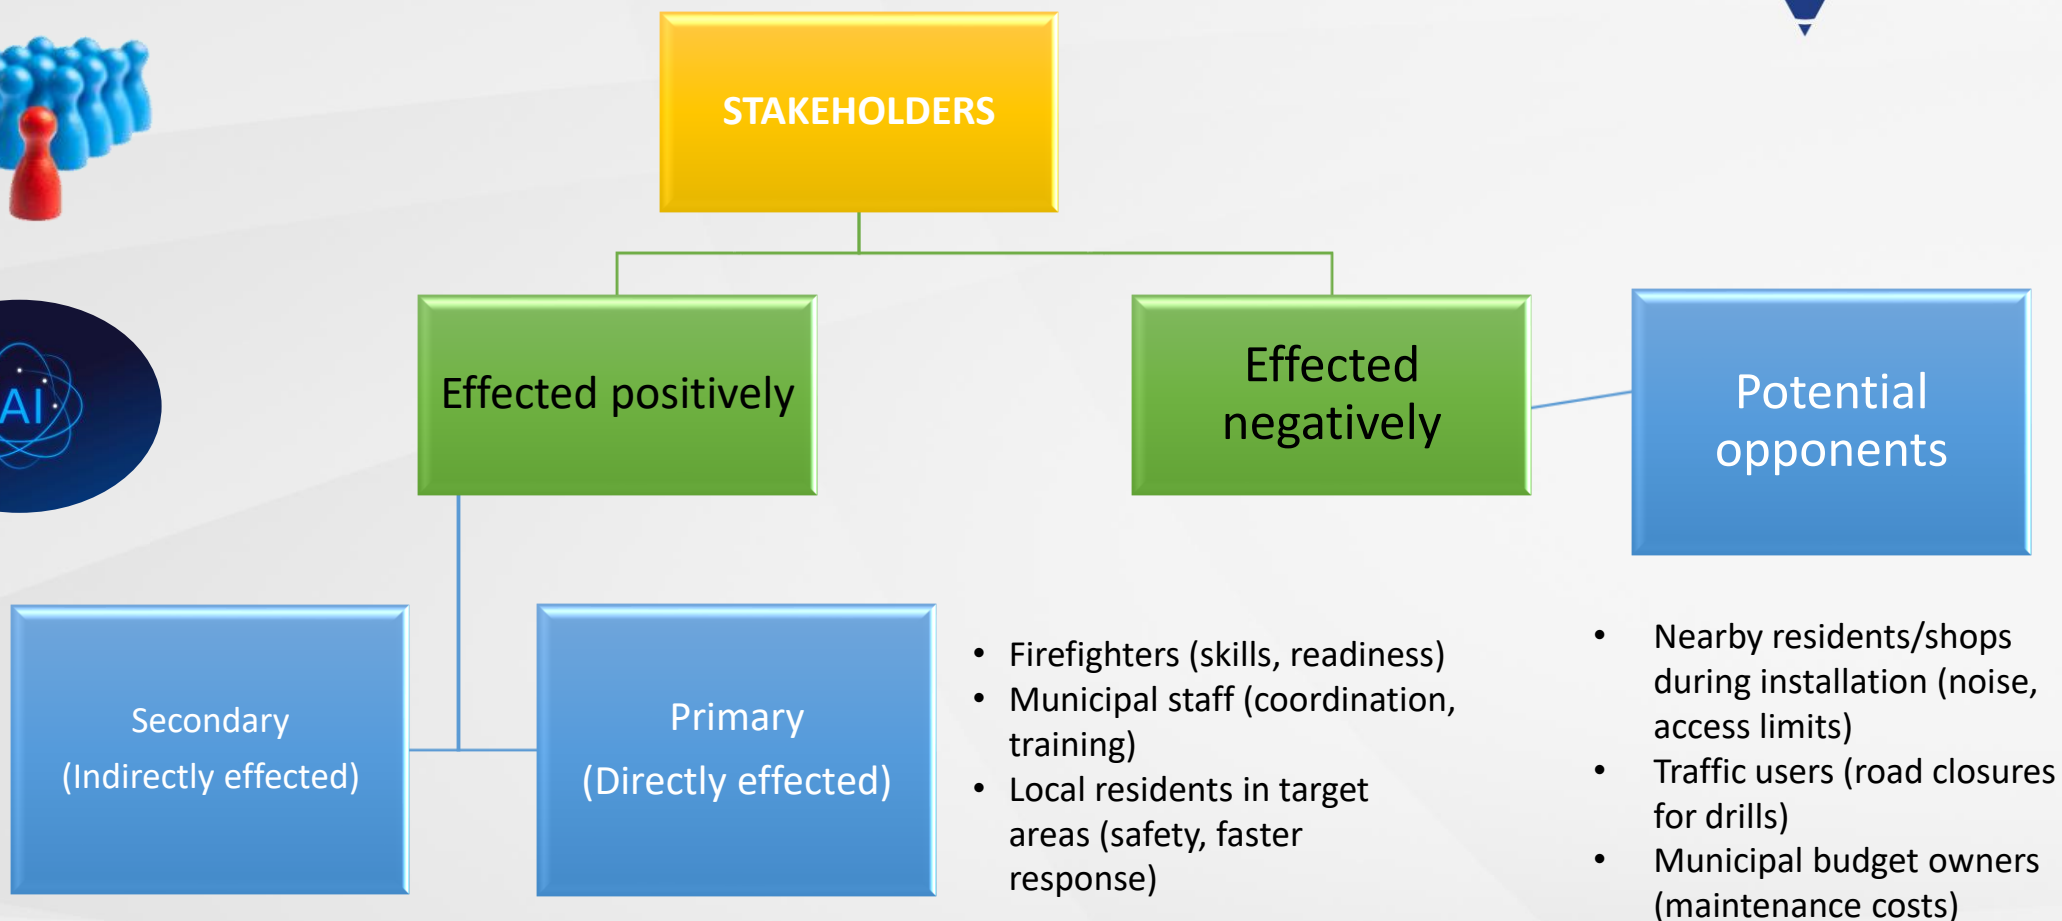 STAKEHOLDERS
Effected positively
Effected
negatively
Potential
opponents
AI
Secondary
(Indirectly effected)
Primary
(Directly effected)
• Firefighters (skills, readiness)
• Municipal staff (coordination,
training)
• Local residents in target
areas (safety, faster
response)
• Nearby residents/shops
during installation (noise,
access limits)
• Traffic users (road closures
for drills)
• Municipal budget owners
(maintenance costs)